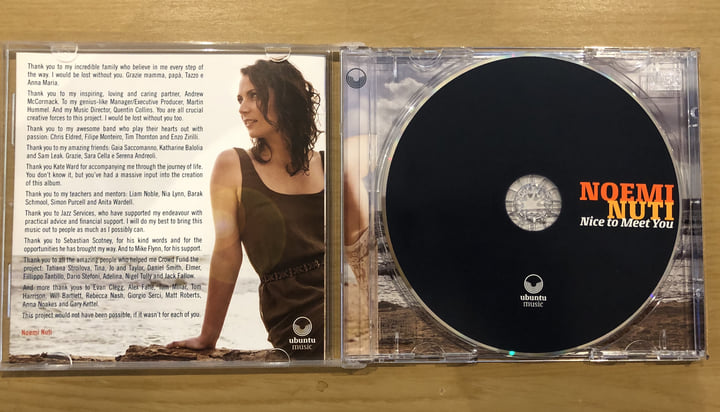 Thank you to my incredible family who believe in me every step of
the way. I would be lost without you. Grazie mamma, papà, Tazzo e
Anna Maria.
Thank you to my inspiring, loving and caring partner, Andrew
McCormack. To my genius-like Manager/Executive Producer, Martin
Hummel. And my Music Director, Quentin Collins. You are all crucial
creative forces to this project. I would be lost without you.
Thank you to my awesome band who play their hearts out with
passion. Chris Eldred, Filipe Monteiro, Tim Thornton and Enzo Zirilli.
Thank you to my amazing friends: Gaia Saccomanno, Katharine Balolia
and Sam Leak. Grazie, Sara Cella e Serena Andreoli.
Thank you Kate Ward for accompanying me through the journey of life.
You don't know it, but you've had a massive input into the creation
of this album.
Thank you to my teachers and mentors: Liam Noble, Nia Lynn, Barak
Schmool, Simon Purcell and Anita Wardell.
Thank you to Jazz Services, who have supported my endeavour with
practical advice and financial support. I will do my best to bring this
music out to people as much as I possibly can.
Thank you to Sebastian Scotney, for his kind words and for the
opportunities he has brought my way. And to Mike Flynn, for his support.
Thank you to all the amazing people who helped me Crowd Fund the
project: Tatiana Strailova, Tina, Jo and Taylor, Daniel Smith, Elmer,
Fillippo Tantillo, Dario Stefoni, Adelina, Nigel Tully and Jack Fallow.
And more thank yous to Evan Clegg, Alex Fane, Tom
Harrison, Will Bartlett, Rebecca Nash, Giorgio Serci, Matt Roberts,
Anna Noakes and Gary Kettel.
This project would not have been possible, if it wasn't for each of you.
Noemi Nuti
ubuntu
music
NOEMI
NUTI
Nice to Meet You
ubuntu
music